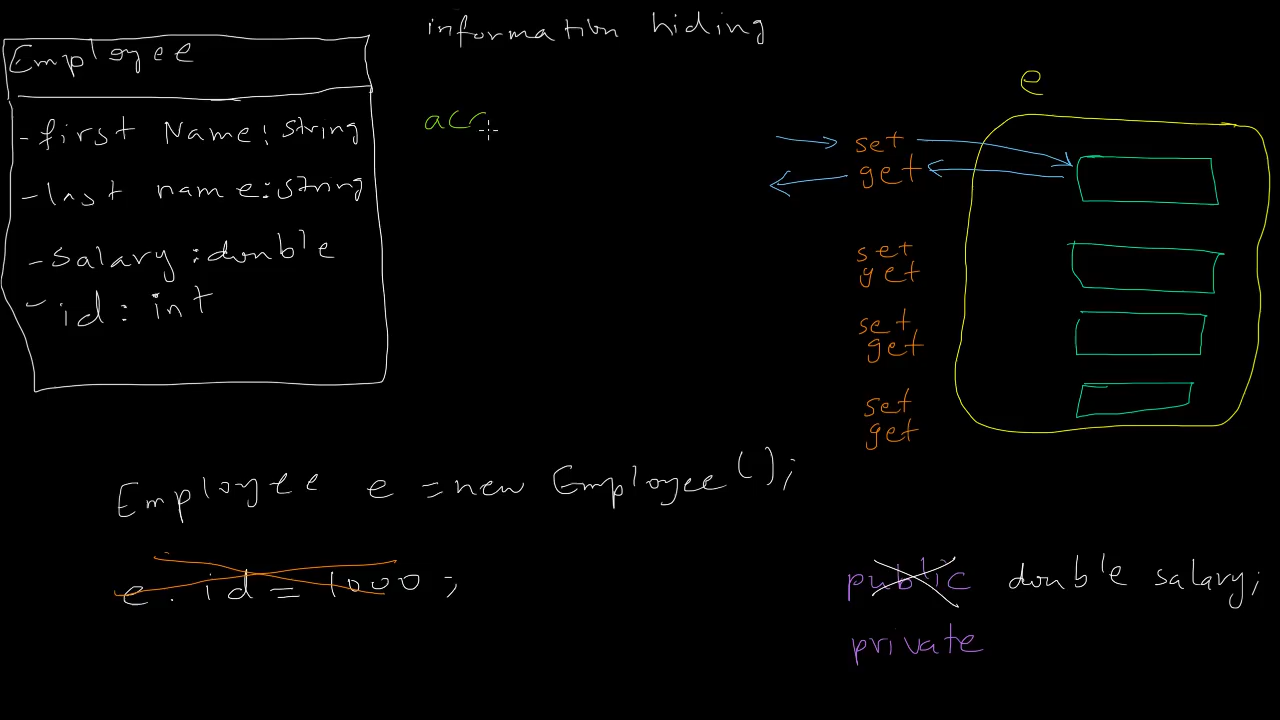 information hiding
Employee
- first Name: string
- last name: string
- salary: double
- id: int
acc
e
set
get
set
get
set
get
set
get
Employee e = new Employee();
e.id = 1000;
public double salary;
private